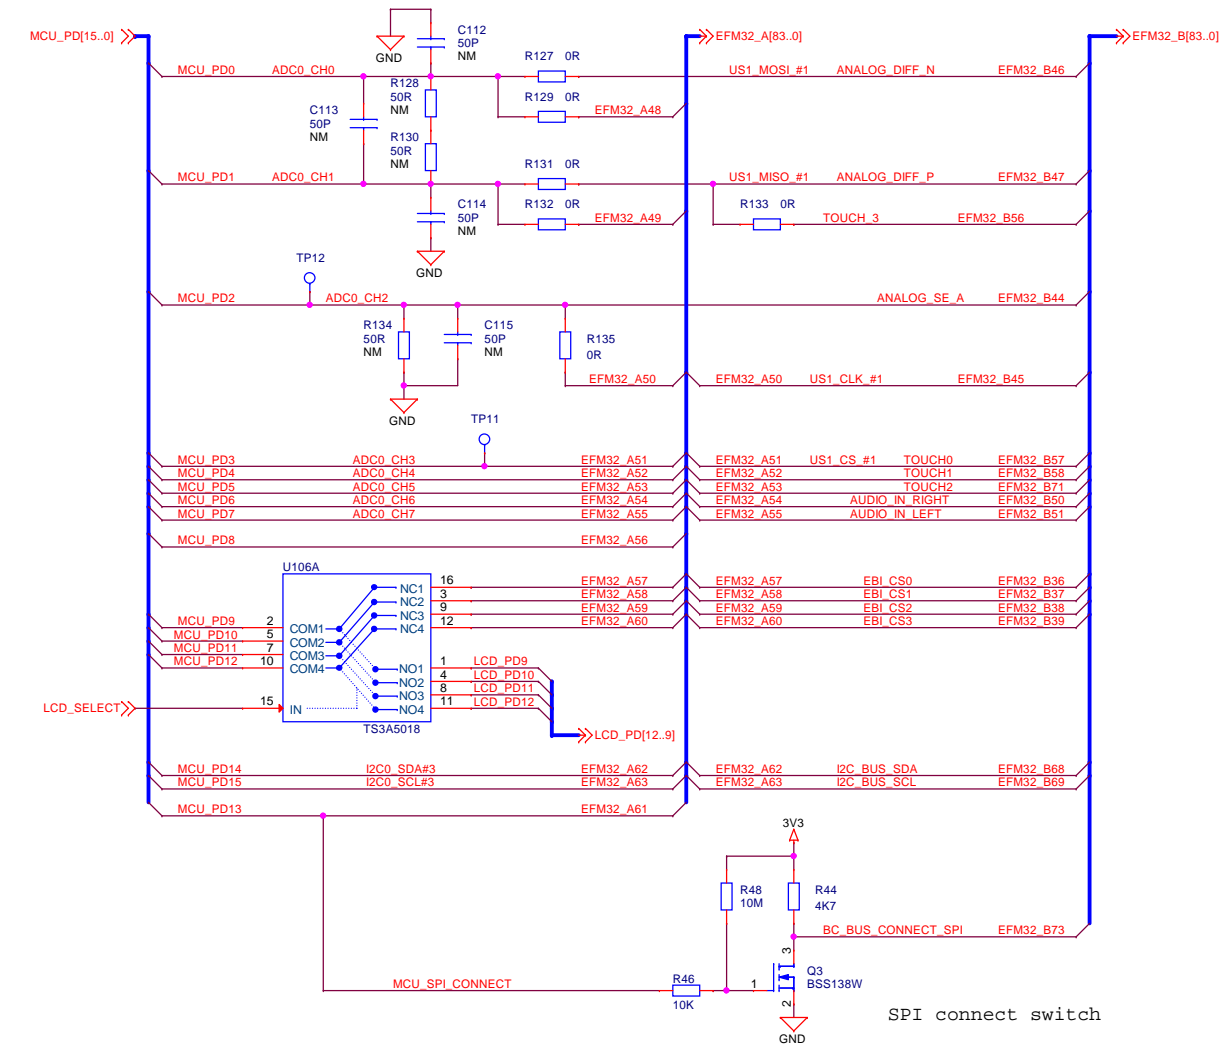 MCU_PD[15..0]
EFM32_A[83..0]
EFM32_B[83..0]
GND
C112
50P
NM
MCU_PD0 ADC0_CH0
R127 0R
US1_MOSI_#1 ANALOG_DIFF_N EFM32_B46
R128
50R
NM
R129 0R
EFM32_A48
C113
50P
NM
R130
50R
NM
MCU_PD1 ADC0_CH1
R131 0R
US1_MISO_#1 ANALOG_DIFF_P EFM32_B47
C114
50P
NM
R132 0R
EFM32_A49
R133 0R
TOUCH_3 EFM32_B56
GND
TP12
MCU_PD2 ADC0_CH2
ANALOG_SE_A EFM32_B44
R134
50R
NM
C115
50P
NM
R135
0R
EFM32_A50
EFM32_A50 US1_CLK_#1 EFM32_B45
GND
TP11
MCU_PD3 ADC0_CH3 EFM32_A51 EFM32_A51 US1_CS_#1 TOUCH0 EFM32_B57
MCU_PD4 ADC0_CH4 EFM32_A52 EFM32_A52 TOUCH1 EFM32_B58
MCU_PD5 ADC0_CH5 EFM32_A53 EFM32_A53 TOUCH2 EFM32_B71
MCU_PD6 ADC0_CH6 EFM32_A54 EFM32_A54 AUDIO_IN_RIGHT EFM32_B50
MCU_PD7 ADC0_CH7 EFM32_A55 EFM32_A55 AUDIO_IN_LEFT EFM32_B51
MCU_PD8 EFM32_A56
U106A
NC1 16 EFM32_A57 EFM32_A57 EBI_CS0 EFM32_B36
NC2 3 EFM32_A58 EFM32_A58 EBI_CS1 EFM32_B37
NC3 9 EFM32_A59 EFM32_A59 EBI_CS2 EFM32_B38
NC4 12 EFM32_A60 EFM32_A60 EBI_CS3 EFM32_B39
MCU_PD9 2 COM1
MCU_PD10 5 COM2
MCU_PD11 7 COM3
MCU_PD12 10 COM4
NO1 1 LCD_PD9
NO2 4 LCD_PD10
NO3 8 LCD_PD11
NO4 11 LCD_PD12
LCD_SELECT 15 IN
TS3A5018
LCD_PD[12..9]
MCU_PD14 I2C0_SDA#3 EFM32_A62 EFM32_A62 I2C_BUS_SDA EFM32_B68
MCU_PD15 I2C0_SCL#3 EFM32_A63 EFM32_A63 I2C_BUS_SCL EFM32_B69
MCU_PD13 EFM32_A61
3V3
R48
10M
R44
4K7
BC_BUS_CONNECT_SPI EFM32_B73
3
MCU_SPI_CONNECT
R46
10K
1
Q3
BSS138W
2
GND
SPI connect switch